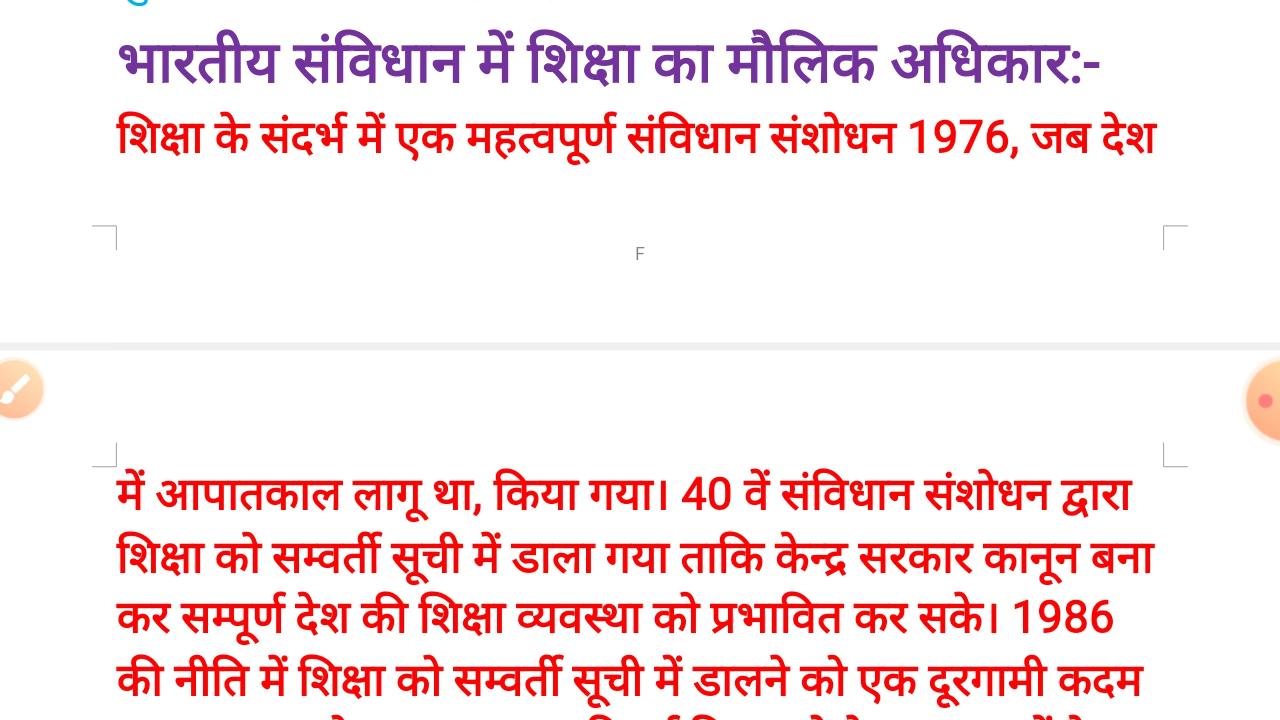 भारतीय संविधान में शिक्षा का मौलिक अधिकार:-
शिक्षा के संदर्भ में एक महत्वपूर्ण संविधान संशोधन 1976, जब देश
F
में आपातकाल लागू था, किया गया। 40 वें संविधान संशोधन द्वारा
शिक्षा को सम्वर्ती सूची में डाला गया ताकि केन्द्र सरकार कानून बना
कर सम्पूर्ण देश की शिक्षा व्यवस्था को प्रभावित कर सके। 1986
की नीति में शिक्षा को सम्वर्ती सूची में डालने को एक दूरगामी कदम